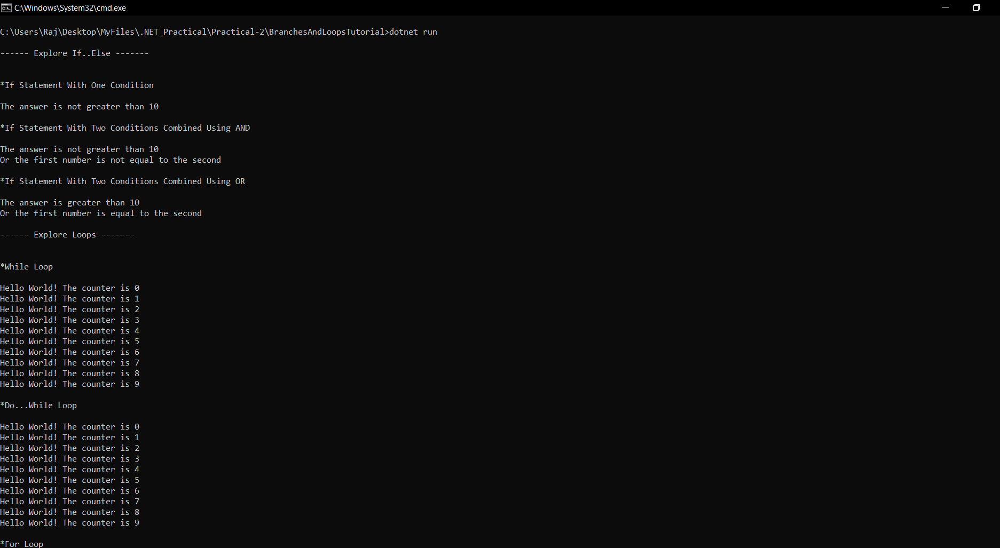 C:\Windows\System32\cmd.exe
C:\Users\Raj\Desktop\MyFiles\.NET_Practical\Practical-2\BranchesAndLoopsTutorial>dotnet run
------ Explore If..Else -------
*If Statement With One Condition
The answer is not greater than 10
*If Statement With Two Conditions Combined Using AND
The answer is not greater than 10
Or the first number is not equal to the second
*If Statement With Two Conditions Combined Using OR
The answer is greater than 10
Or the first number is equal to the second
------ Explore Loops -------
*While Loop
Hello World! The counter is 0
Hello World! The counter is 1
Hello World! The counter is 2
Hello World! The counter is 3
Hello World! The counter is 4
Hello World! The counter is 5
Hello World! The counter is 6
Hello World! The counter is 7
Hello World! The counter is 8
Hello World! The counter is 9
*Do...While Loop
Hello World! The counter is 0
Hello World! The counter is 1
Hello World! The counter is 2
Hello World! The counter is 3
Hello World! The counter is 4
Hello World! The counter is 5
Hello World! The counter is 6
Hello World! The counter is 7
Hello World! The counter is 8
Hello World! The counter is 9
*For Loop